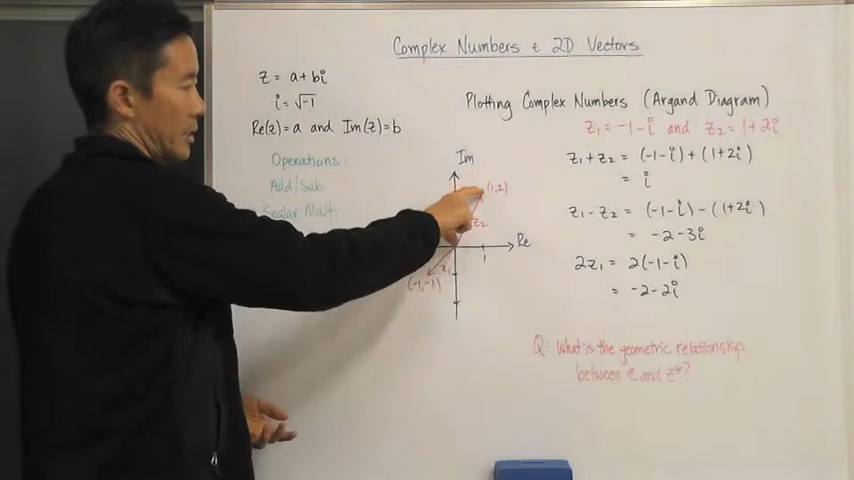 Complex Numbers & 2D Vectors
z = a+bi
i = √-1
Re(z) = a and Im(z) = b
Operations
Add/Sub
Scalar Multi
Plotting Complex Numbers (Argand Diagram)
z₁ = -1-i and z₂ = 1+2i
z₁+z₂ = (-1-i)+(1+2i)
= i
z₁-z₂ = (-1-i)-(1+2i)
= -2-3i
2z₁ = 2(-1-i)
= -2-2i
Im
(1,2)
z₂
Re
1
z₁
(-1,-1)
Q: What is the geometric relationship
between z and z*?